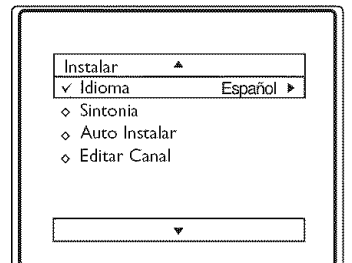 Instalar
✓ Idioma Español
Sintonia
Auto Instalar
Editar Canal